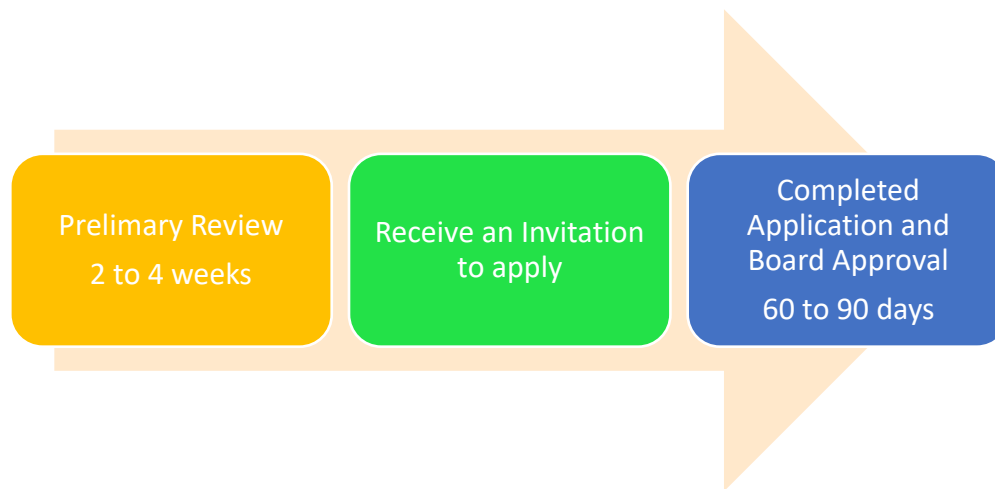 Prelimary Review
2 to 4 weeks
Receive an Invitation
to apply
Completed
Application and
Board Approval
60 to 90 days